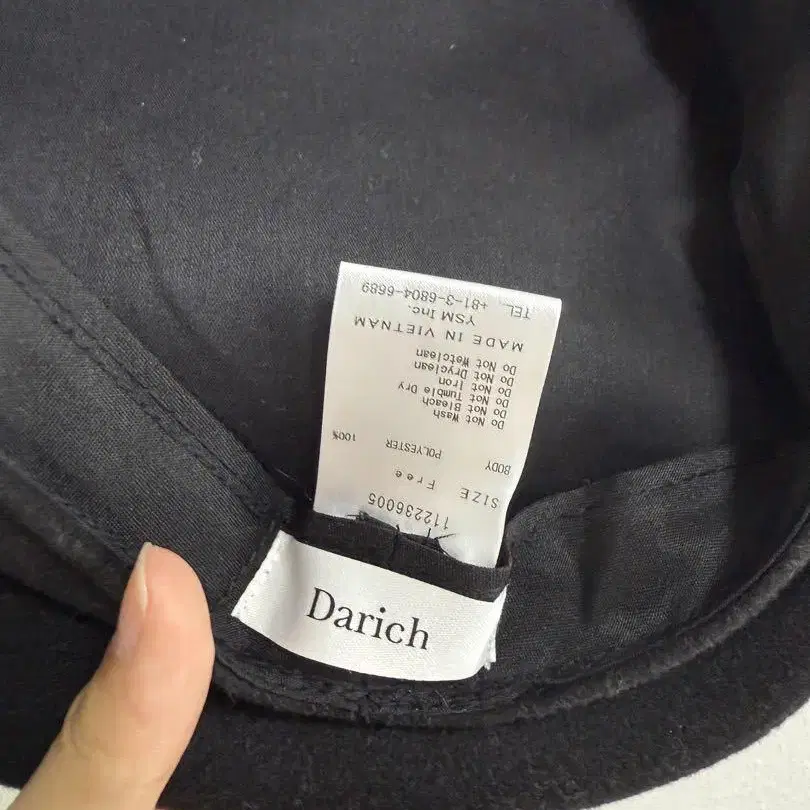 112236005
SIZE Free
BODY POLYESTER 100%
Do Not Wash
Do Not Bleach
Do Not Tumble Dry
Do Not Iron
Do Not Dryclean
Do Not Wetclean
MADE IN VIETNAM
YSM Inc.
TEL. +81-3-6804-6689
Darich